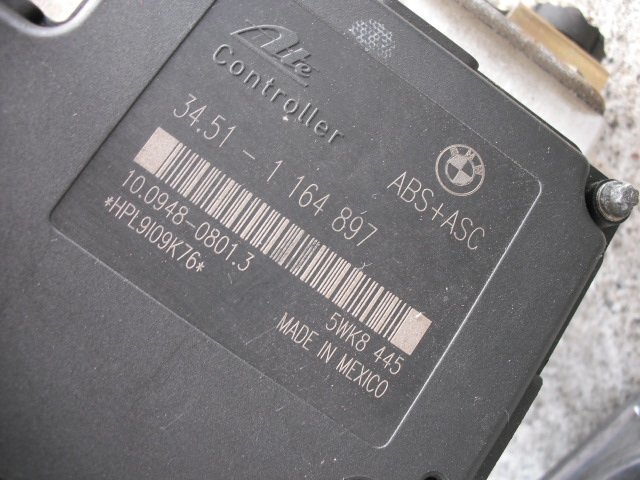 Ate
Controller
34.51 - 1 164 897
BMW
ABS+ASC
10.0948-0801.3
*HPL9I09K76*
5WK8 445
MADE IN MEXICO